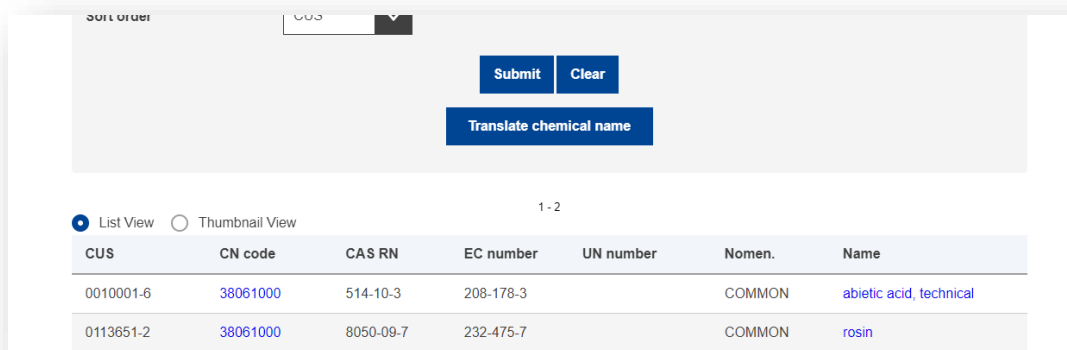 Sort order CUS
Submit Clear
Translate chemical name
1 - 2
List View Thumbnail View
CUS CN code CAS RN EC number UN number Nomen. Name
0010001-6 38061000 514-10-3 208-178-3 COMMON abietic acid, technical
0113651-2 38061000 8050-09-7 232-475-7 COMMON rosin